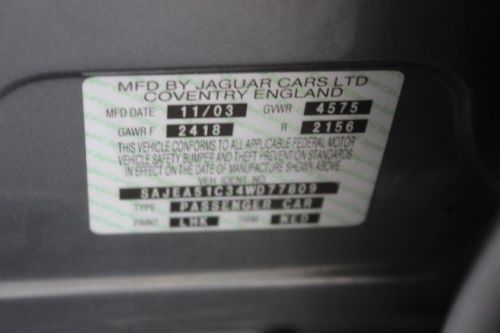 MFD BY JAGUAR CARS LTD
COVENTRY ENGLAND
MFD DATE 11/03 GVWR 4575
GAWR F 2418 R 2156
THIS VEHICLE CONFORMS TO ALL APPLICABLE FEDERAL MOTOR
VEHICLE SAFETY BUMPER AND THEFT PREVENTION STANDARDS
IN EFFECT ON THE DATE OF MANUFACTURE SHOWN ABOVE
VEH. IDENT. NO.
SAJEA51C34WD77809
TYPE: PASSENGER CAR
PAINT: LHK TRIM: NED